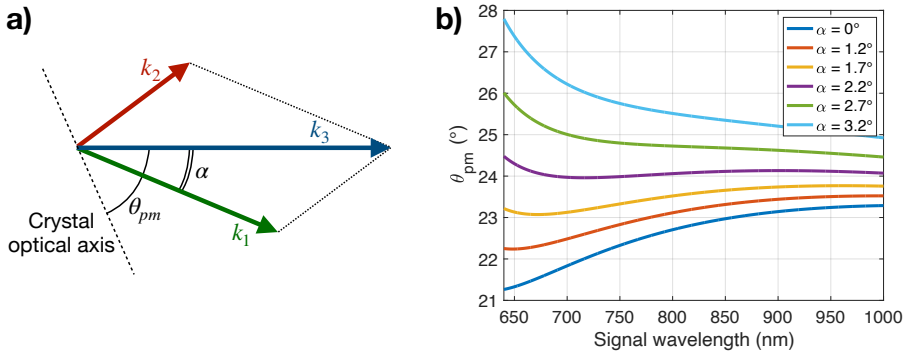 a)
k2
k3
α
θpm
k1
Crystal
optical axis
b)
28
27
26
25
24
23
22
21
θpm (°)
650
700
750
800
850
900
950
1000
Signal wavelength (nm)
α = 0°
α = 1.2°
α = 1.7°
α = 2.2°
α = 2.7°
α = 3.2°